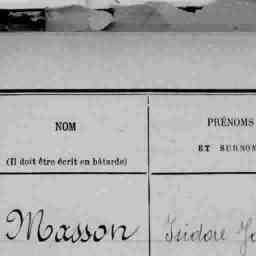 NOM
PRÉNOMS
ET SURNOM
(Il doit être écrit en bâtarde)
Masson
Isidore